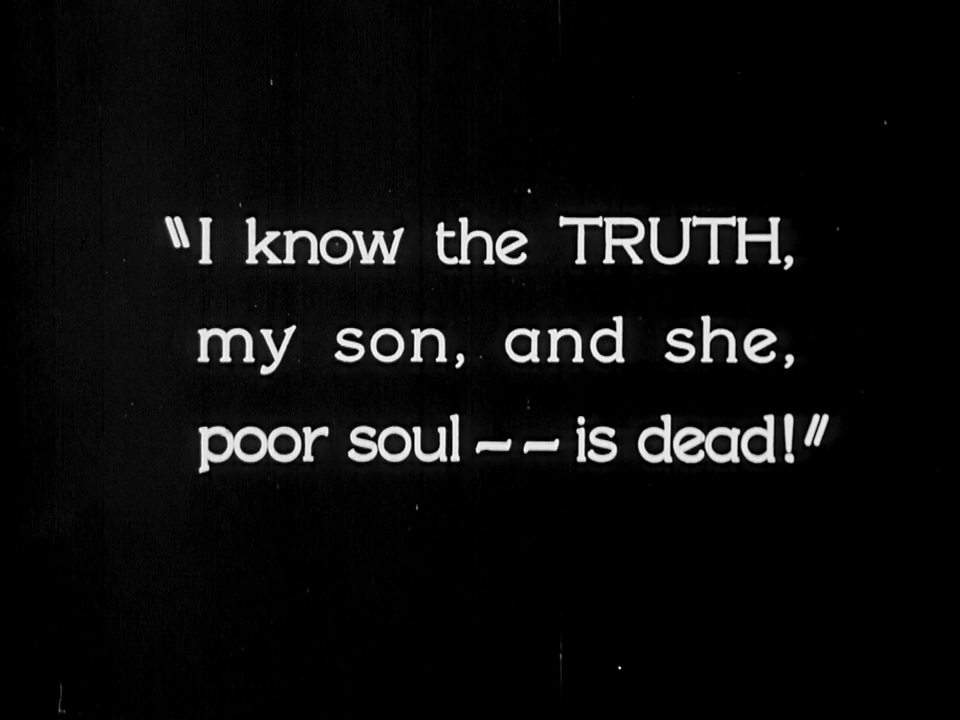 "I know the TRUTH,
my son, and she,
poor soul -- is dead!"